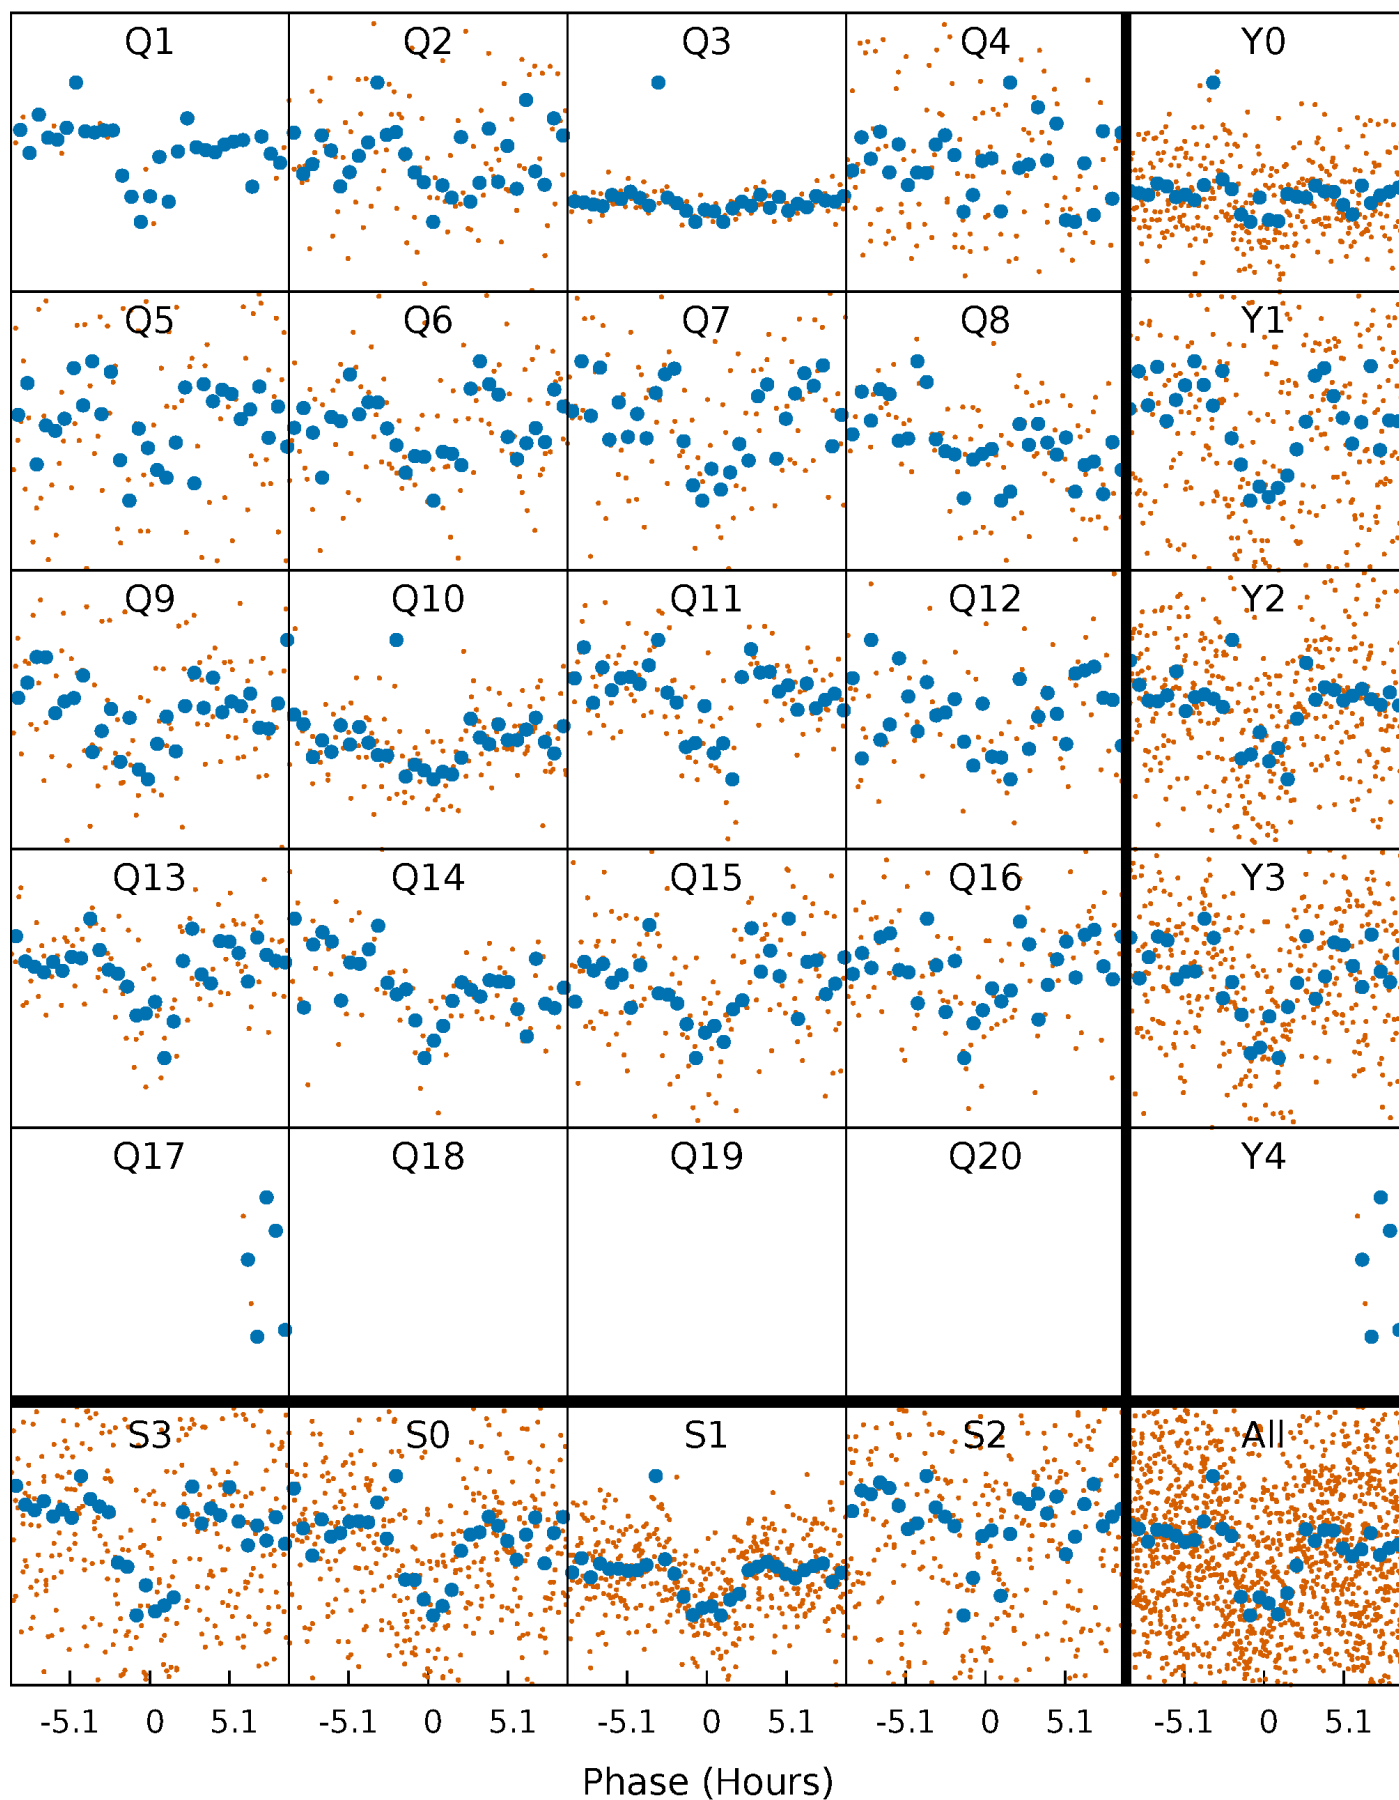 Q1 Q2 Q3 Q4 Y0
Q5 Q6 Q7 Q8 Y1
Q9 Q10 Q11 Q12 Y2
Q13 Q14 Q15 Q16 Y3
Q17 Q18 Q19 Q20 Y4
S3 S0 S1 S2 All
-5.1 0 5.1 -5.1 0 5.1 -5.1 0 5.1 -5.1 0 5.1 -5.1 0 5.1
Phase (Hours)